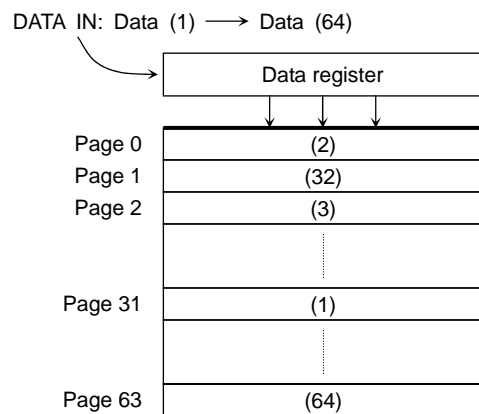 DATA IN: Data (1) Data (64)
Data register
Page 0 (2)
Page 1 (32)
Page 2 (3)
Page 31 (1)
Page 63 (64)